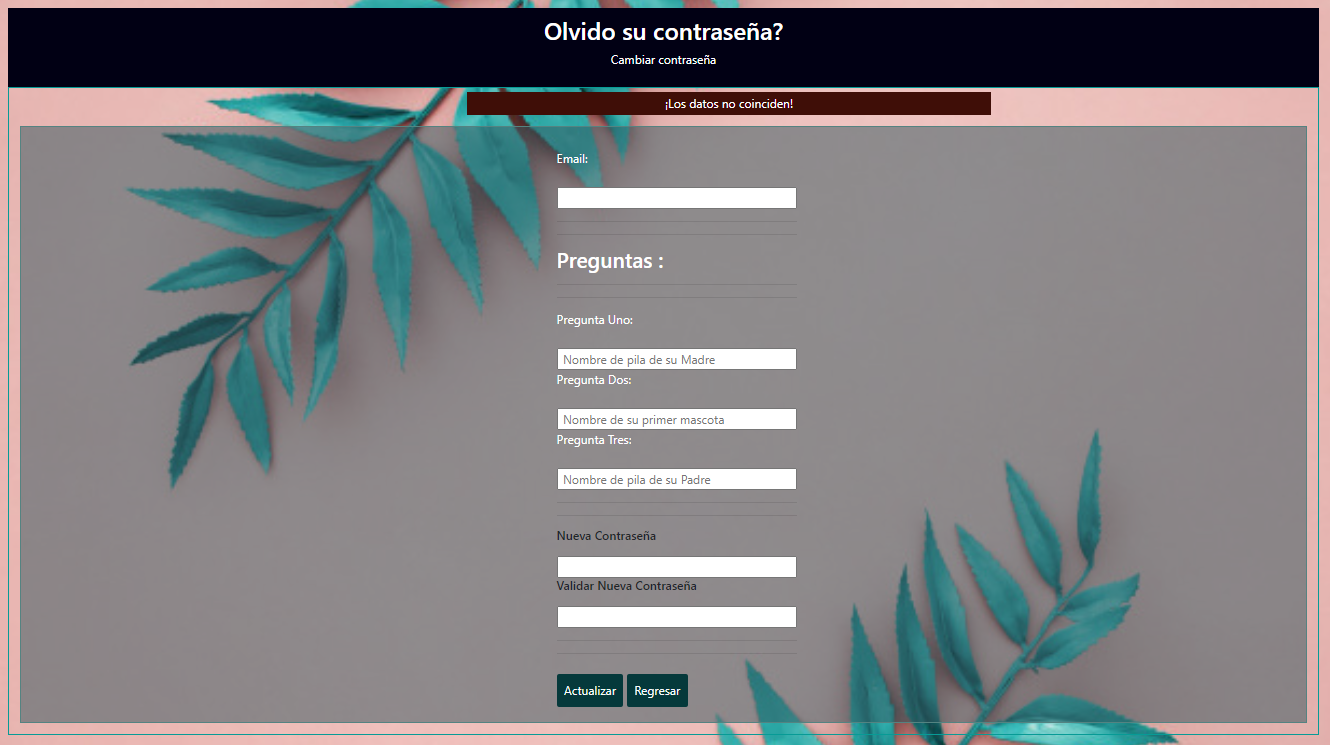 Olvido su contraseña?
Cambiar contraseña
¡Los datos no coinciden!
Email:
Preguntas :
Pregunta Uno:
Nombre de pila de su Madre
Pregunta Dos:
Nombre de su primer mascota
Pregunta Tres:
Nombre de pila de su Padre
Nueva Contraseña
Validar Nueva Contraseña
Actualizar Regresar